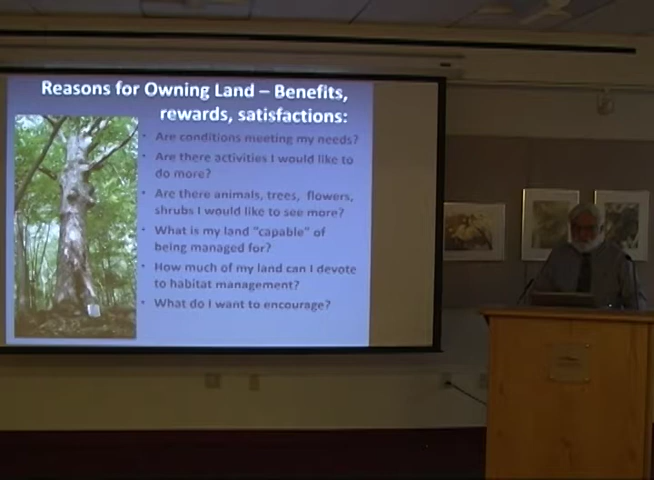 Reasons for Owning Land – Benefits,
rewards, satisfactions:
• Are conditions meeting my needs?
• Are there activities I would like to
do more?
• Are there animals, trees, flowers,
shrubs I would like to see more?
• What is my land "capable" of
being managed for?
• How much of my land can I devote
to habitat management?
• What do I want to encourage?